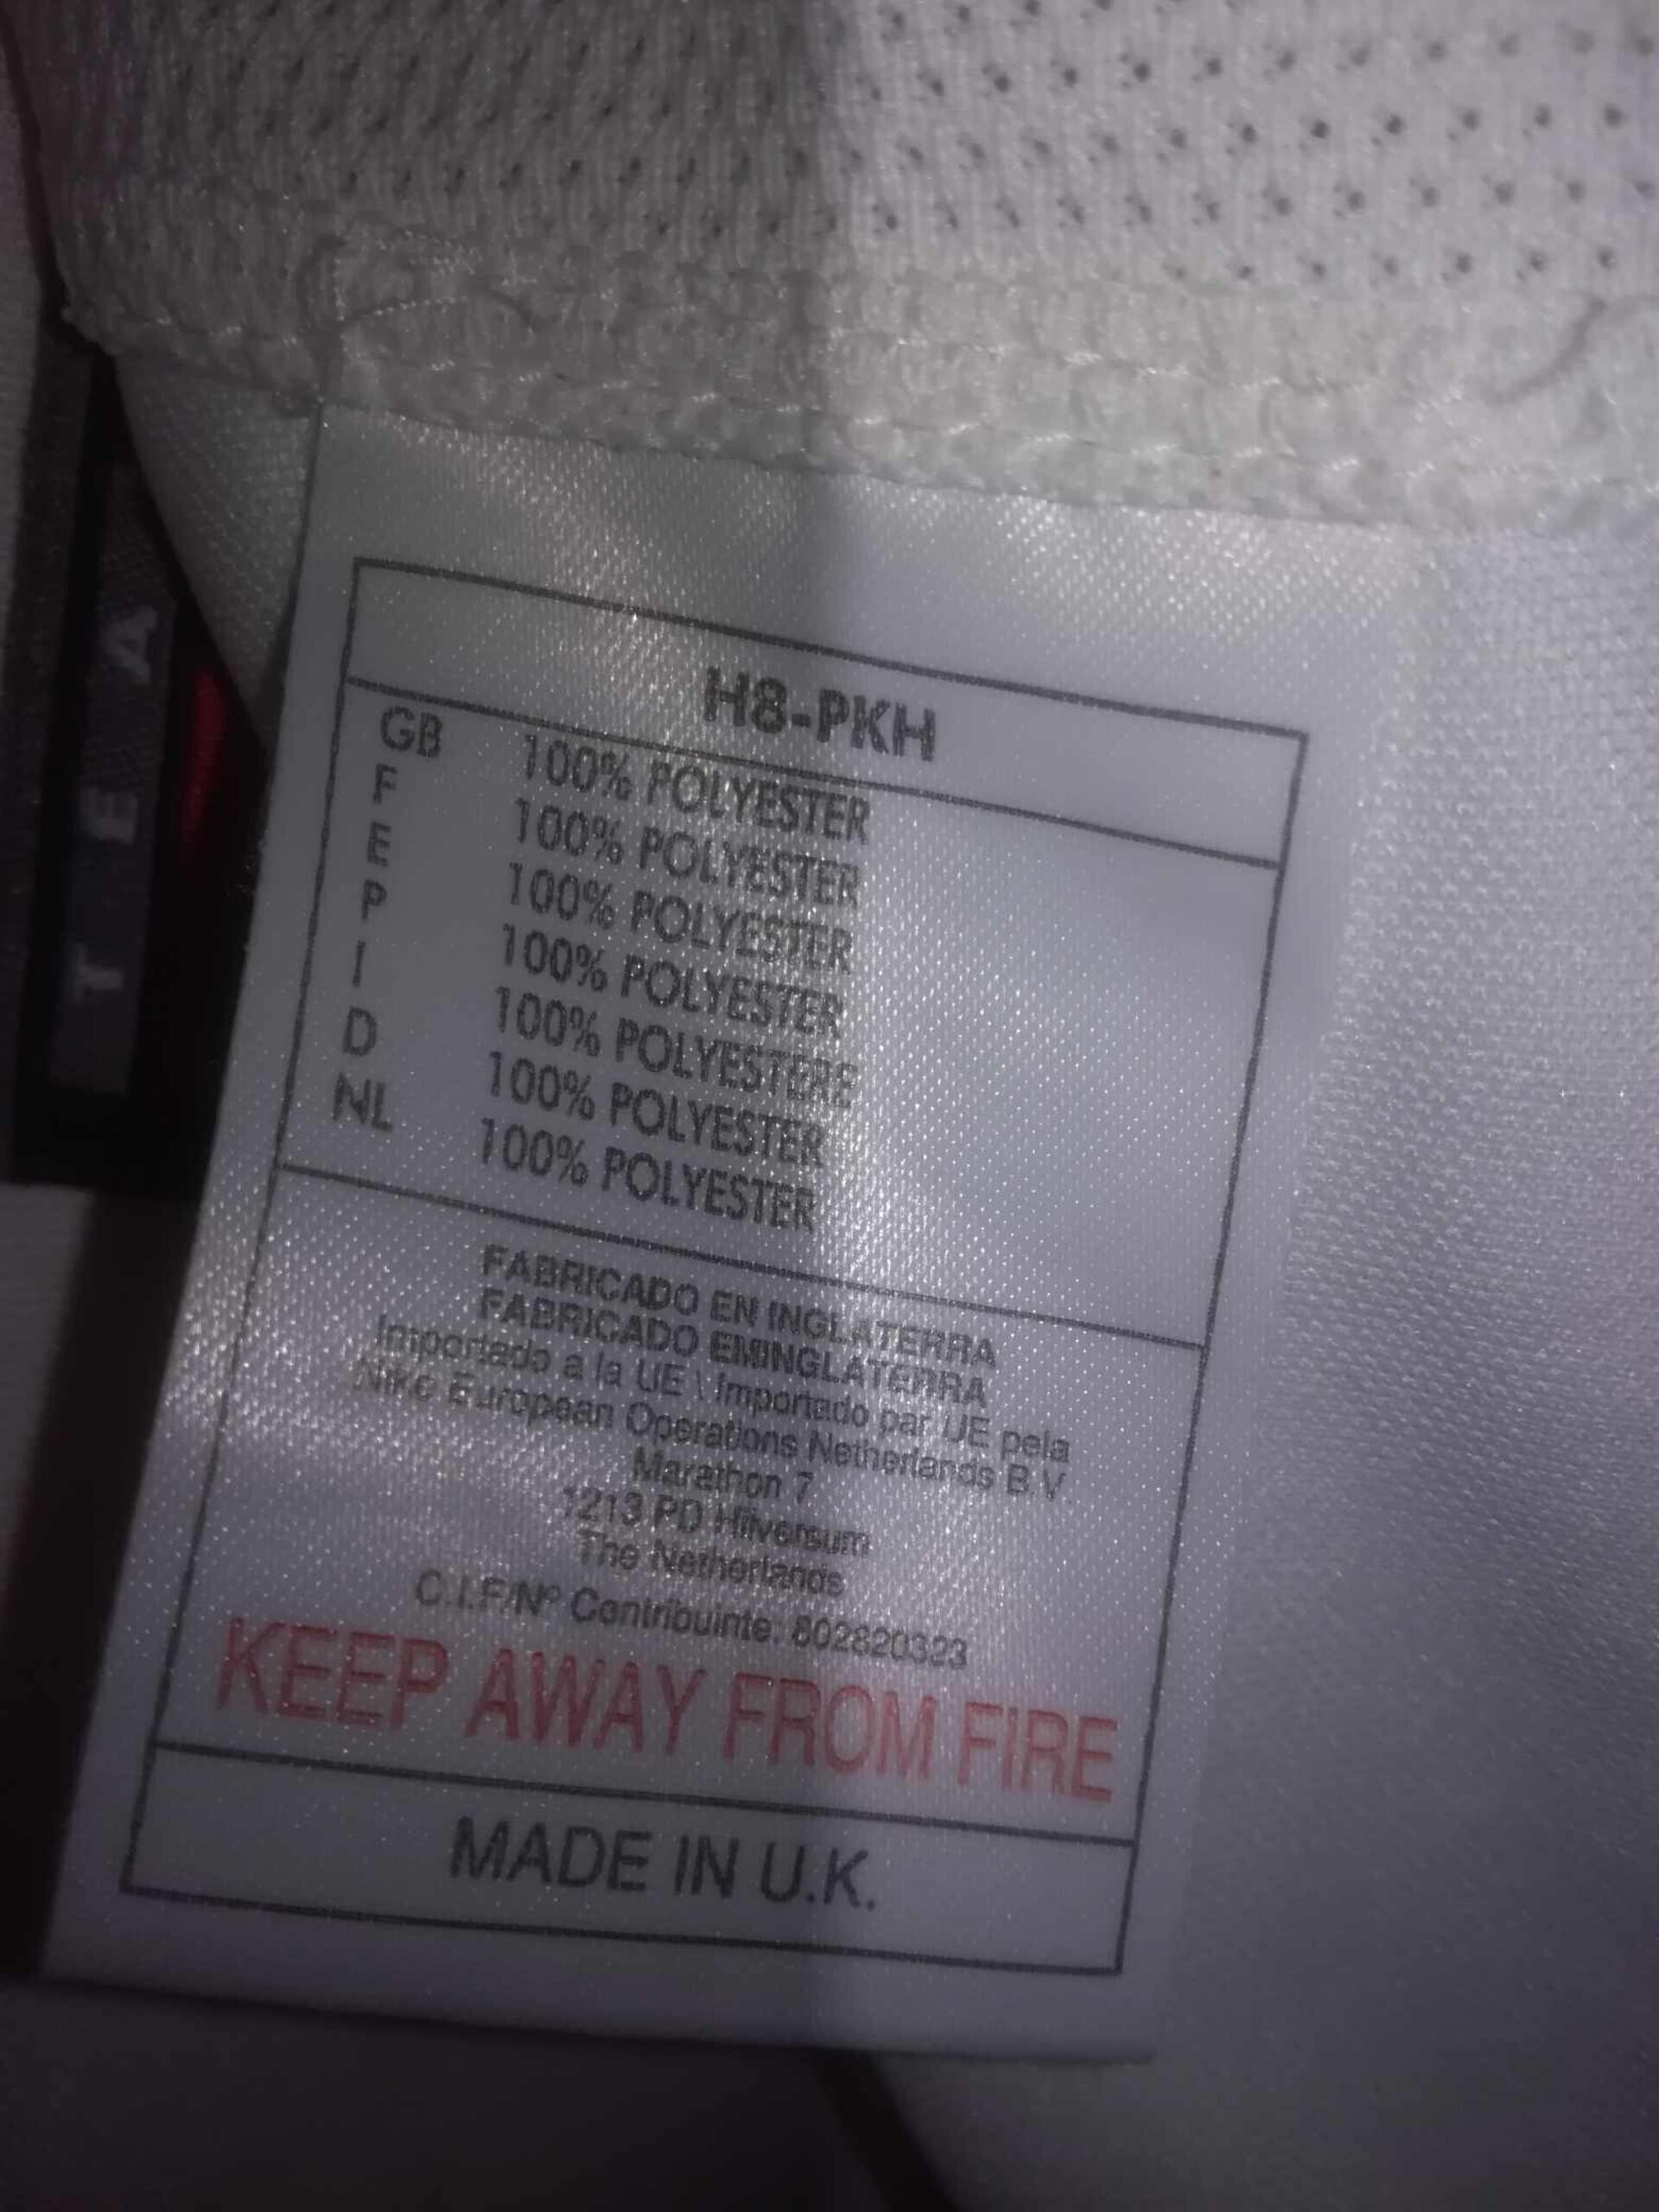 H8-PKH
GB 100% POLYESTER
F 100% POLYESTER
E 100% POLYESTER
P 100% POLYESTER
I 100% POLYESTERE
D 100% POLYESTER
NL 100% POLYESTER
FABRICADO EN INGLATERRA
FABRICADO EMINGLATERRA
Importado a la UE \ Importado par UE pela
Nike European Operations Netherlands B.V.
Marathon 7
1213 PD Hilversum
The Netherlands
C.I.F/Nº Contribuinte: 802820323
KEEP AWAY FROM FIRE
MADE IN U.K.
TEA